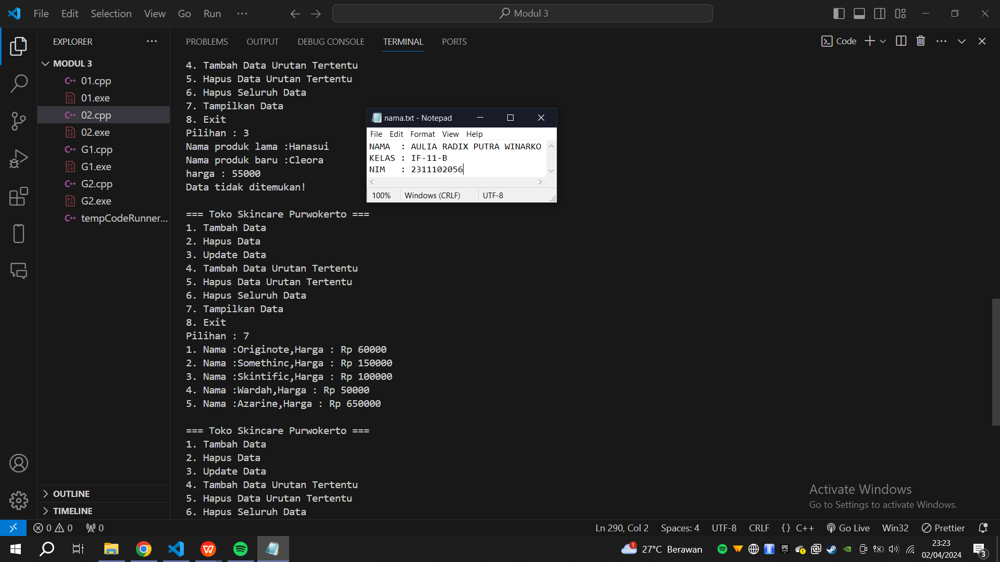 File Edit Selection View Go Run ···
Modul 3
EXPLORER
MODUL 3
01.cpp
01.exe
02.cpp
02.exe
G1.cpp
G1.exe
G2.cpp
G2.exe
tempCodeRunner...
OUTLINE
TIMELINE
PROBLEMS OUTPUT DEBUG CONSOLE TERMINAL PORTS
Code
4. Tambah Data Urutan Tertentu
5. Hapus Data Urutan Tertentu
6. Hapus Seluruh Data
7. Tampilkan Data
8. Exit
Pilihan : 3
Nama produk lama :Hanasui
Nama produk baru :Cleora
harga : 55000
Data tidak ditemukan!
=== Toko Skincare Purwokerto ===
1. Tambah Data
2. Hapus Data
3. Update Data
4. Tambah Data Urutan Tertentu
5. Hapus Data Urutan Tertentu
6. Hapus Seluruh Data
7. Tampilkan Data
8. Exit
Pilihan : 7
1. Nama :Originote,Harga : Rp 60000
2. Nama :Somethinc,Harga : Rp 150000
3. Nama :Skintific,Harga : Rp 100000
4. Nama :Wardah,Harga : Rp 50000
5. Nama :Azarine,Harga : Rp 650000
=== Toko Skincare Purwokerto ===
1. Tambah Data
2. Hapus Data
3. Update Data
4. Tambah Data Urutan Tertentu
5. Hapus Data Urutan Tertentu
6. Hapus Seluruh Data
nama.txt - Notepad
File Edit Format View Help
NAMA : AULIA RADIX PUTRA WINARKO
KELAS : IF-11-B
NIM : 2311102056
100% Windows (CRLF) UTF-8
Activate Windows
Go to Settings to activate Windows.
0 0 0
Ln 290, Col 2 Spaces: 4 UTF-8 CRLF {} C++ Go Live Win32 Prettier
1 27°C Berawan
23:23
02/04/2024
3